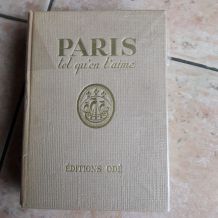 PARIS
tel qu'on l'aime
ÉDITIONS ODÉ